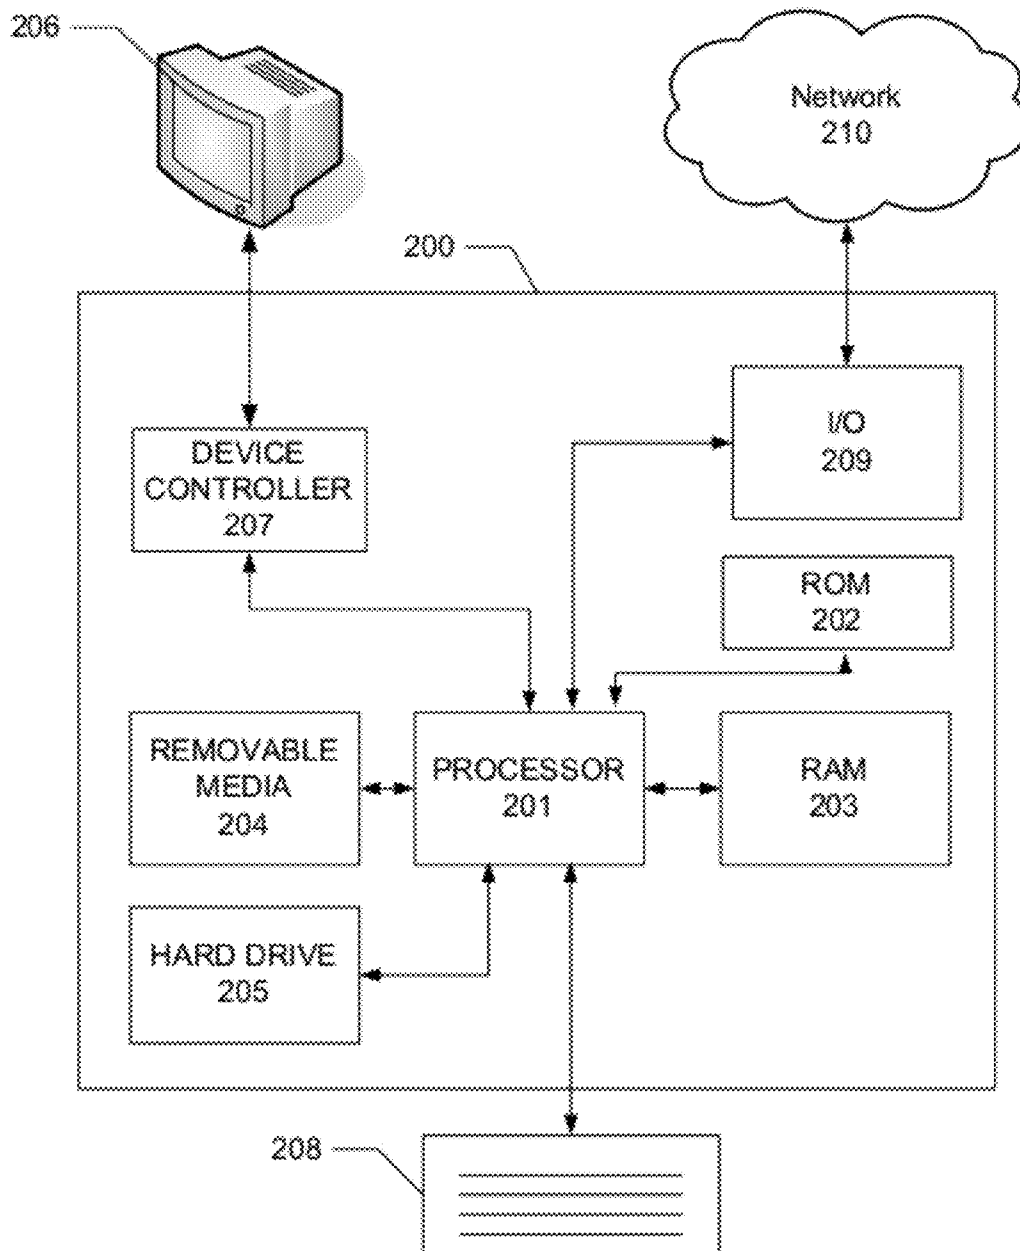 206
Network
210
200
I/O
209
DEVICE
CONTROLLER
207
ROM
202
REMOVABLE
MEDIA
204
PROCESSOR
201
RAM
203
HARD DRIVE
205
208